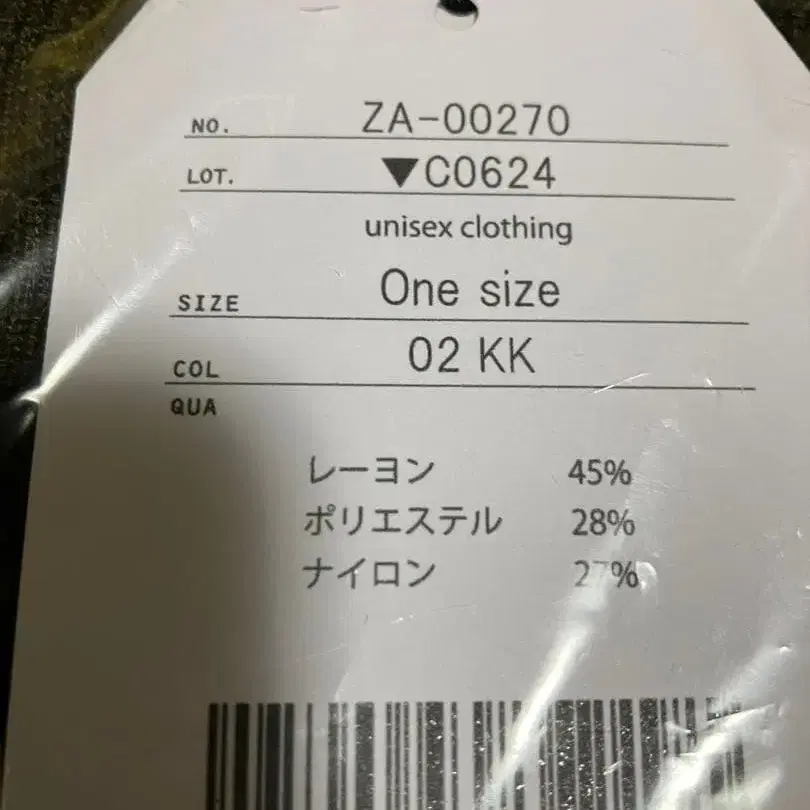 NO. ZA-00270
LOT. ▼C0624
unisex clothing
SIZE One size
COL 02 KK
QUA
レーヨン 45%
ポリエステル 28%
ナイロン 27%